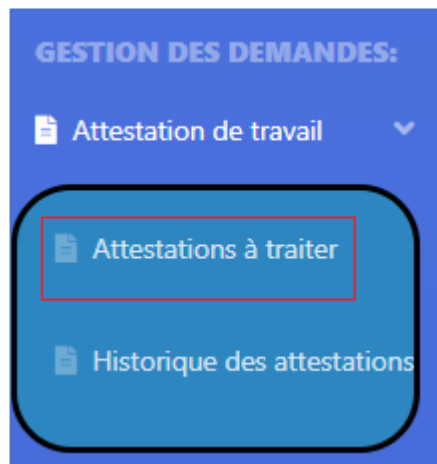 GESTION DES DEMANDES:
Attestation de travail
Attestations à traiter
Historique des attestations